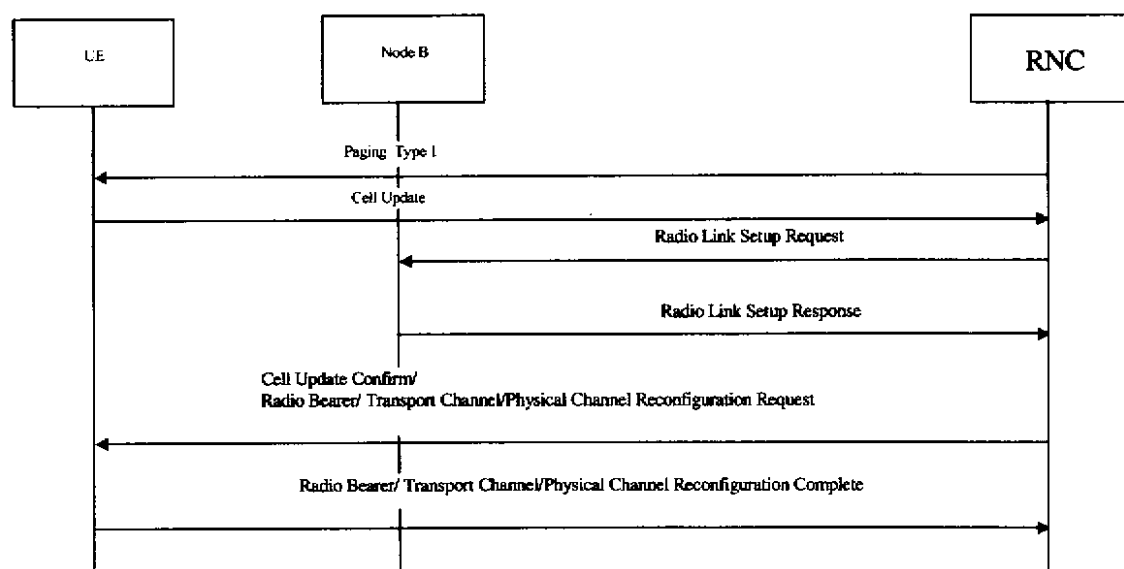 UE
Node B
RNC
Paging Type 1
Cell Update
Radio Link Setup Request
Radio Link Setup Response
Cell Update Confirm/
Radio Bearer/ Transport Channel/Physical Channel Reconfiguration Request
Radio Bearer/ Transport Channel/Physical Channel Reconfiguration Complete